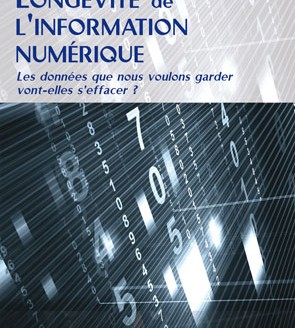 LONGÉVITÉ DE
L'INFORMATION
NUMÉRIQUE
Les données que nous voulons garder
vont-elles s'effacer ?